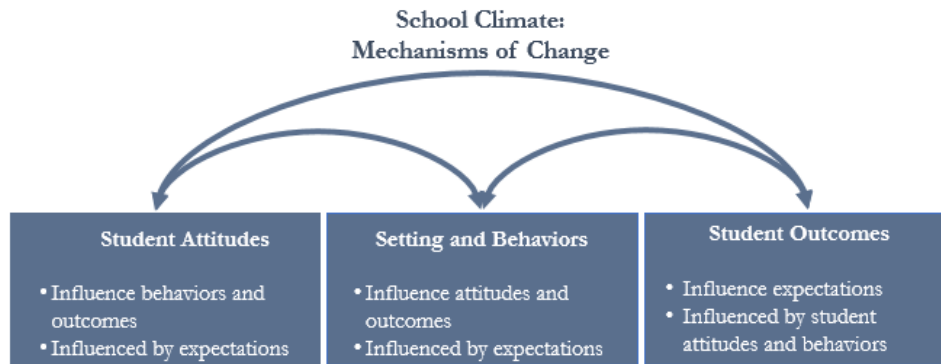 School Climate:
Mechanisms of Change
Student Attitudes
• Influence behaviors and
outcomes
• Influenced by expectations
Setting and Behaviors
• Influence attitudes and
outcomes
• Influenced by expectations
Student Outcomes
• Influence expectations
• Influenced by student
attitudes and behaviors